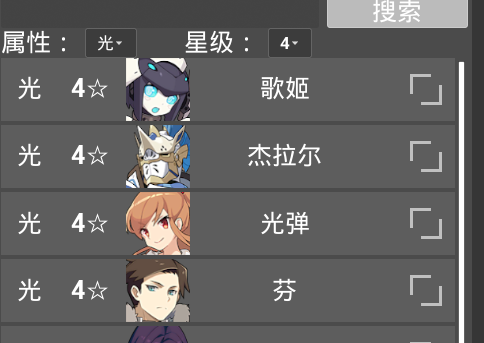 搜索
属性： 光 星级： 4
光 4☆ 歌姬
光 4☆ 杰拉尔
光 4☆ 光弹
光 4☆ 芬